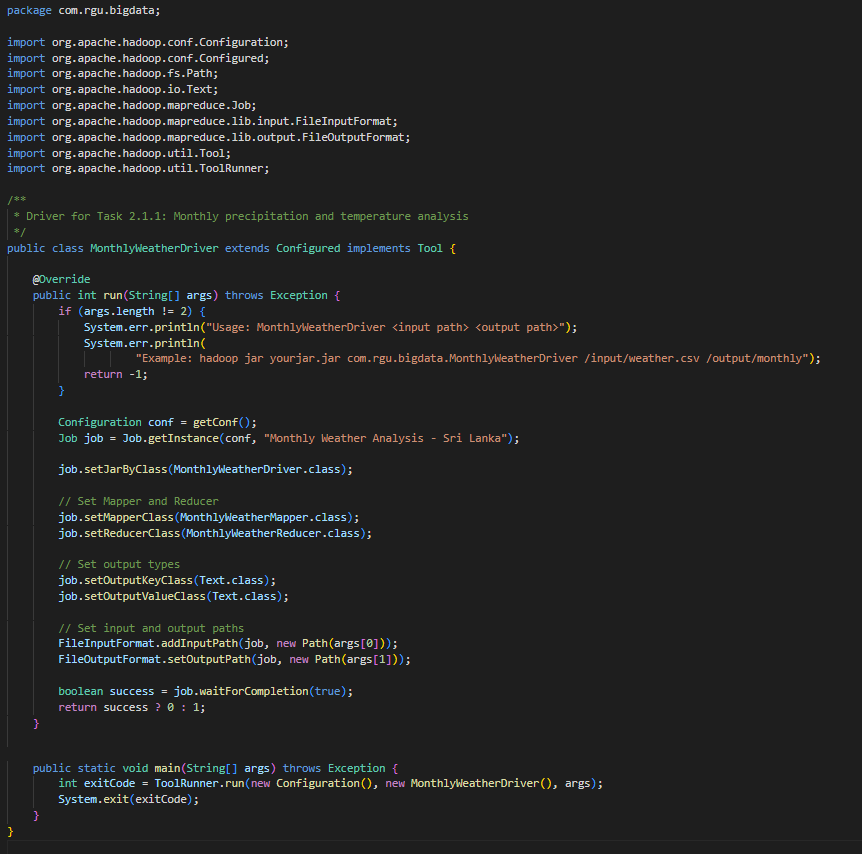 package com.rgu.bigdata;
import org.apache.hadoop.conf.Configuration;
import org.apache.hadoop.conf.Configured;
import org.apache.hadoop.fs.Path;
import org.apache.hadoop.io.Text;
import org.apache.hadoop.mapreduce.Job;
import org.apache.hadoop.mapreduce.lib.input.FileInputFormat;
import org.apache.hadoop.mapreduce.lib.output.FileOutputFormat;
import org.apache.hadoop.util.Tool;
import org.apache.hadoop.util.ToolRunner;
/**
 * Driver for Task 2.1.1: Monthly precipitation and temperature analysis
 */
public class MonthlyWeatherDriver extends Configured implements Tool {
    @Override
    public int run(String[] args) throws Exception {
        if (args.length != 2) {
            System.err.println("Usage: MonthlyWeatherDriver <input path> <output path>");
            System.err.println(
                    "Example: hadoop jar yourjar.jar com.rgu.bigdata.MonthlyWeatherDriver /input/weather.csv /output/monthly");
            return -1;
        }
        Configuration conf = getConf();
        Job job = Job.getInstance(conf, "Monthly Weather Analysis - Sri Lanka");
        job.setJarByClass(MonthlyWeatherDriver.class);
        // Set Mapper and Reducer
        job.setMapperClass(MonthlyWeatherMapper.class);
        job.setReducerClass(MonthlyWeatherReducer.class);
        // Set output types
        job.setOutputKeyClass(Text.class);
        job.setOutputValueClass(Text.class);
        // Set input and output paths
        FileInputFormat.addInputPath(job, new Path(args[0]));
        FileOutputFormat.setOutputPath(job, new Path(args[1]));
        boolean success = job.waitForCompletion(true);
        return success ? 0 : 1;
    }
    public static void main(String[] args) throws Exception {
        int exitCode = ToolRunner.run(new Configuration(), new MonthlyWeatherDriver(), args);
        System.exit(exitCode);
    }
}